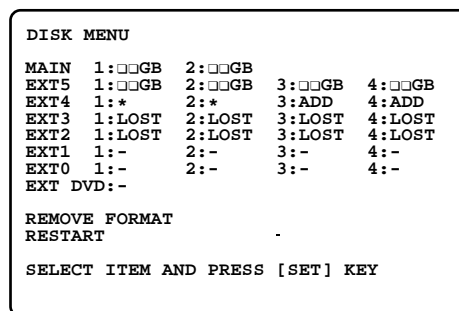 DISK MENU
MAIN 1:□□GB 2:□□GB
EXT5 1:□□GB 2:□□GB 3:□□GB 4:□□GB
EXT4 1:* 2:* 3:ADD 4:ADD
EXT3 1:LOST 2:LOST 3:LOST 4:LOST
EXT2 1:LOST 2:LOST 3:LOST 4:LOST
EXT1 1:- 2:- 3:- 4:-
EXT0 1:- 2:- 3:- 4:-
EXT DVD:-
REMOVE FORMAT
RESTART -
SELECT ITEM AND PRESS [SET] KEY